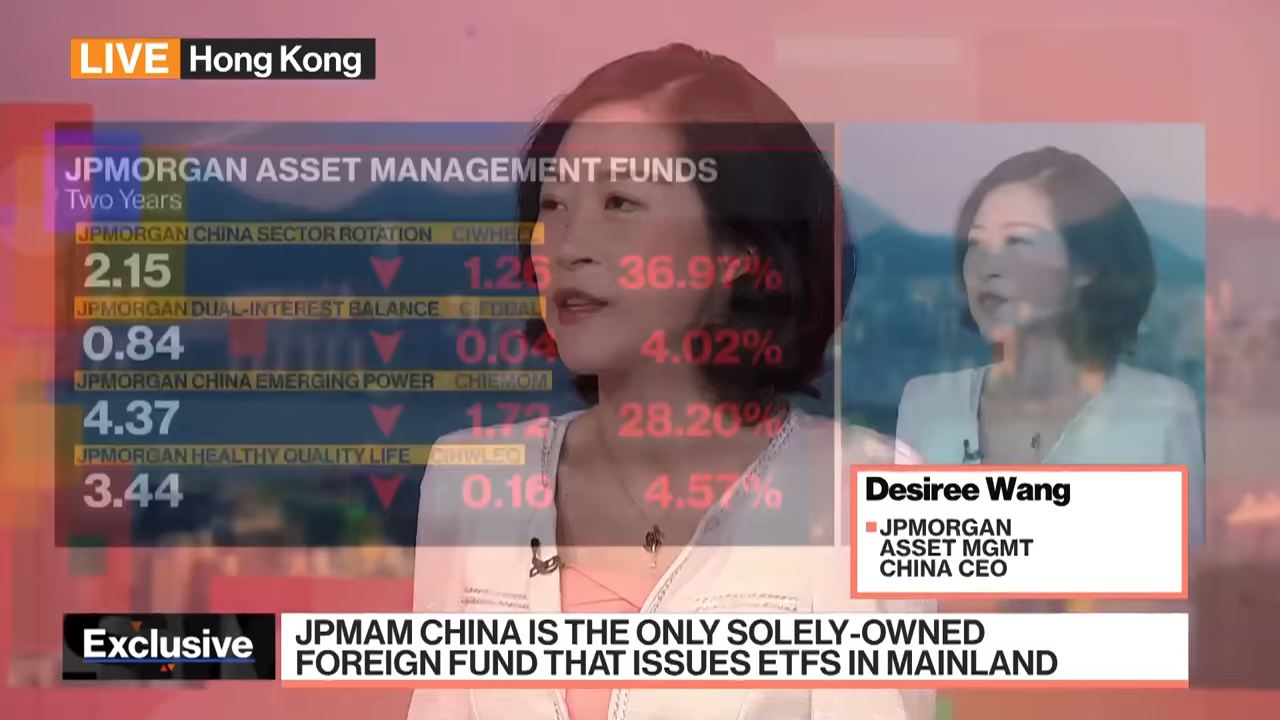 LIVE Hong Kong
JPMORGAN ASSET MANAGEMENT FUNDS
Two Years
JPMORGAN CHINA SECTOR ROTATION CIWHEEL
2.15 ▼ 1.26 36.97%
JPMORGAN DUAL-INTEREST BALANCE
0.84 ▼ 0.04 4.02%
JPMORGAN CHINA EMERGING POWER CHIEMOM
4.37 ▼ 1.72 28.20%
JPMORGAN HEALTHY QUALITY LIFE CIHWLEQ
3.44 ▼ 0.16 4.57%
Desiree Wang
JPMORGAN
ASSET MGMT
CHINA CEO
Exclusive
JPMAM CHINA IS THE ONLY SOLELY-OWNED
FOREIGN FUND THAT ISSUES ETFS IN MAINLAND